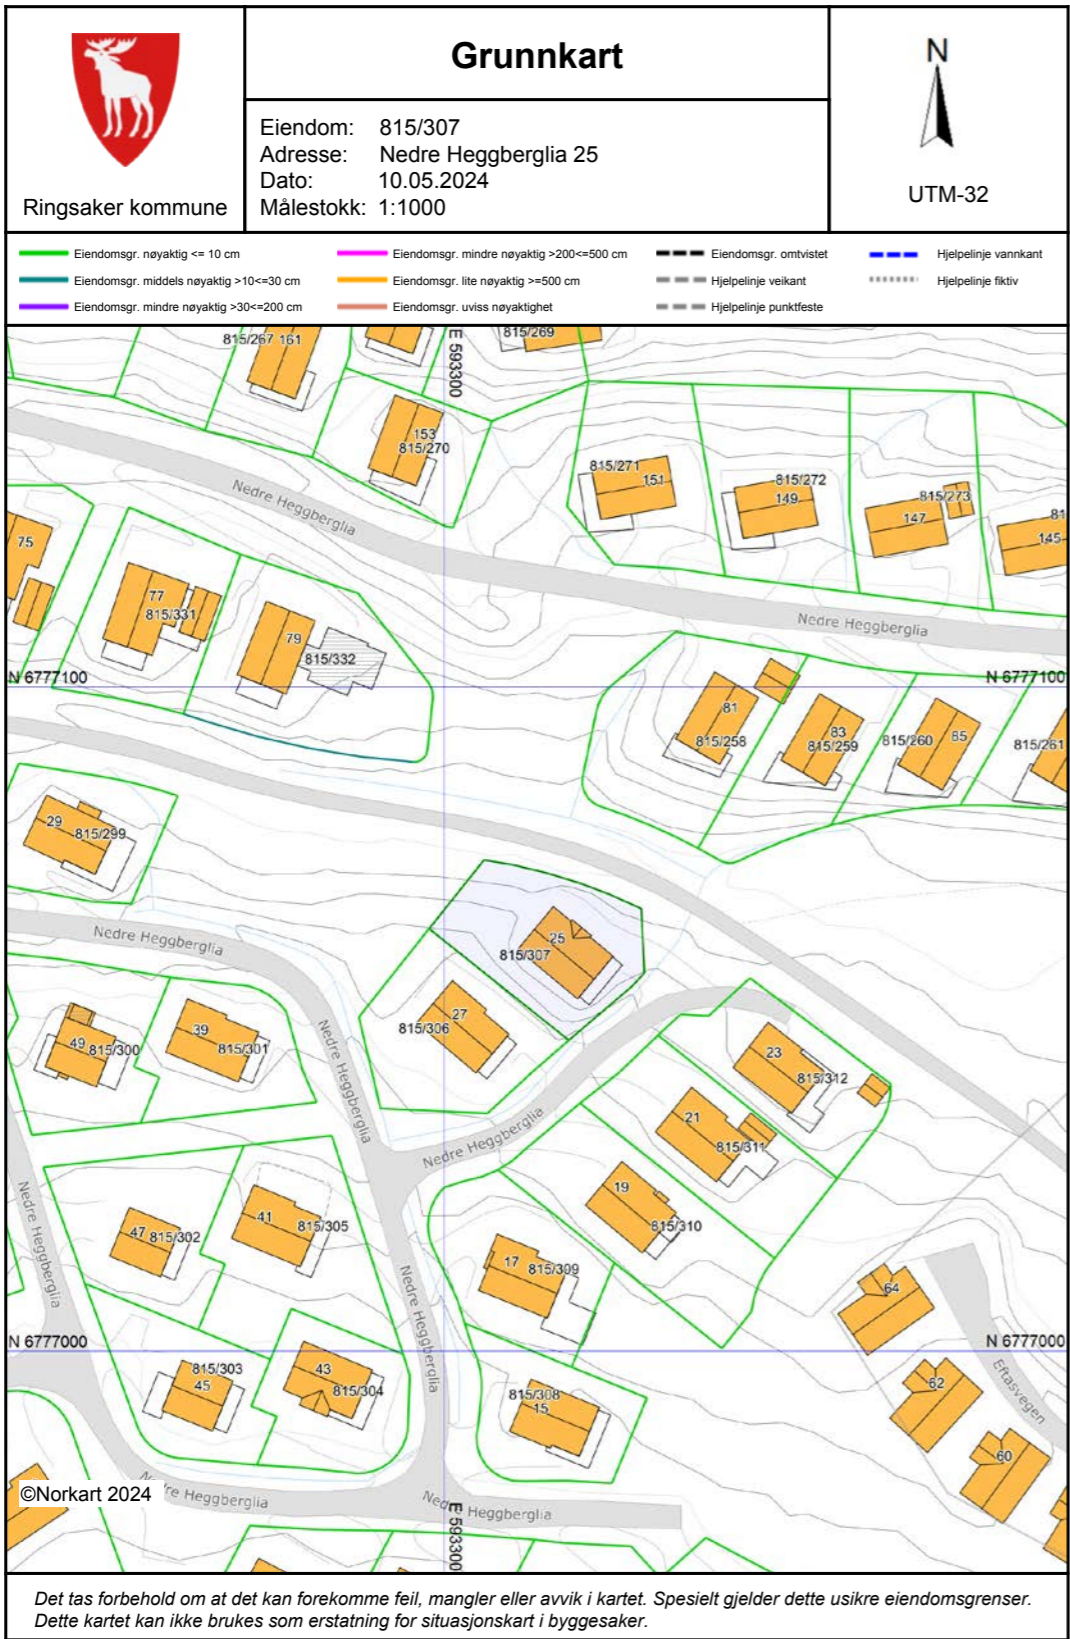 Grunnkart
Ringsaker kommune
Eiendom: 815/307
Adresse: Nedre Heggberglia 25
Dato: 10.05.2024
Målestokk: 1:1000
N
UTM-32
Eiendomsgr. nøyaktig <= 10 cm
Eiendomsgr. middels nøyaktig >10<=30 cm
Eiendomsgr. mindre nøyaktig >30<=200 cm
Eiendomsgr. mindre nøyaktig >200<=500 cm
Eiendomsgr. lite nøyaktig >=500 cm
Eiendomsgr. uviss nøyaktighet
Eiendomsgr. omtvistet
Hjelpelinje veikant
Hjelpelinje punktfeste
Hjelpelinje vannkant
Hjelpelinje fiktiv
815/267 161
E 593300
815/269
153
815/270
815/271
151
815/272
149
815/273
147
81
145
Nedre Heggberglia
75
77
815/331
79
815/332
Nedre Heggberglia
N 6777100
N 6777100
81
815/258
83
815/259
815/260
85
815/261
29
815/299
Nedre Heggberglia
25
815/307
27
815/306
49
815/300
39
815/301
Nedre Heggberglia
23
815/312
21
815/311
Nedre Heggberglia
19
815/310
Nedre Heggberglia
47
815/302
41
815/305
17
815/309
Nedre Heggberglia
64
N 6777000
N 6777000
815/303
45
43
815/304
815/308
15
62
Eftasvegen
60
©Norkart 2024
Nedre Heggberglia
Nedre Heggberglia
E 593300
Det tas forbehold om at det kan forekomme feil, mangler eller avvik i kartet. Spesielt gjelder dette usikre eiendomsgrenser.
Dette kartet kan ikke brukes som erstatning for situasjonskart i byggesaker.